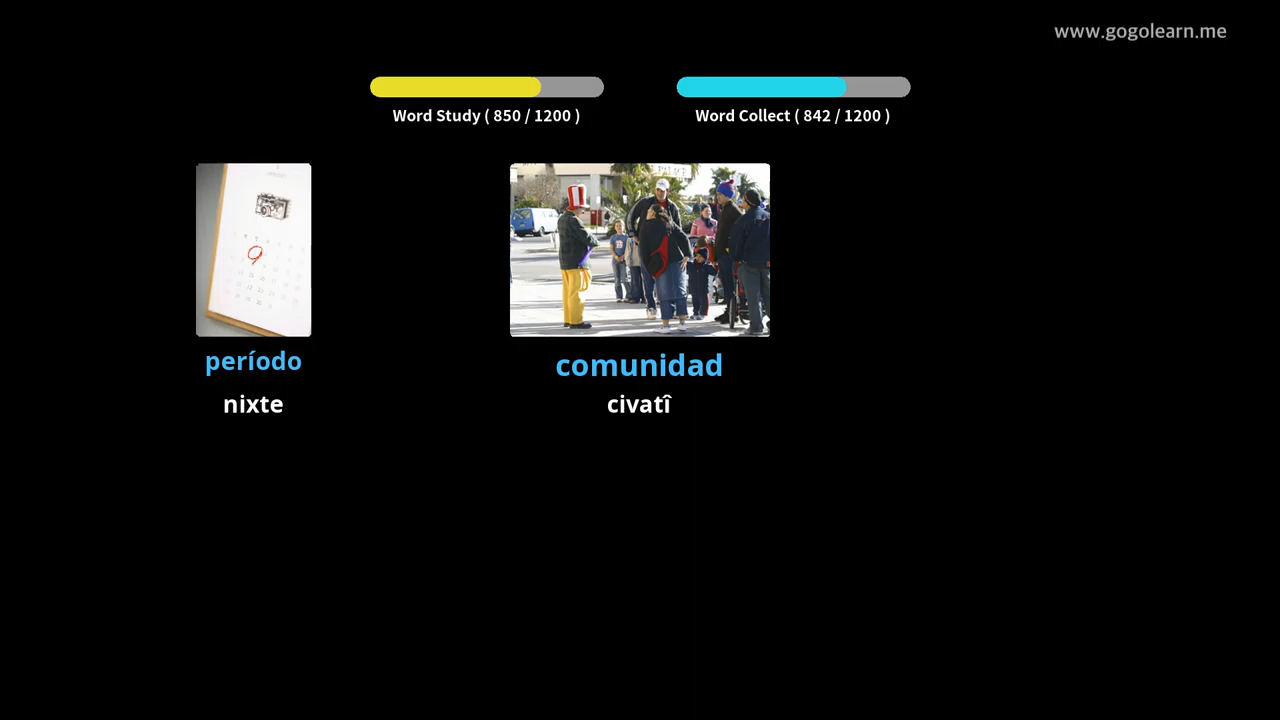 www.gogolearn.me
Word Study ( 850 / 1200 )
Word Collect ( 842 / 1200 )
período
nixte
comunidad
civatî